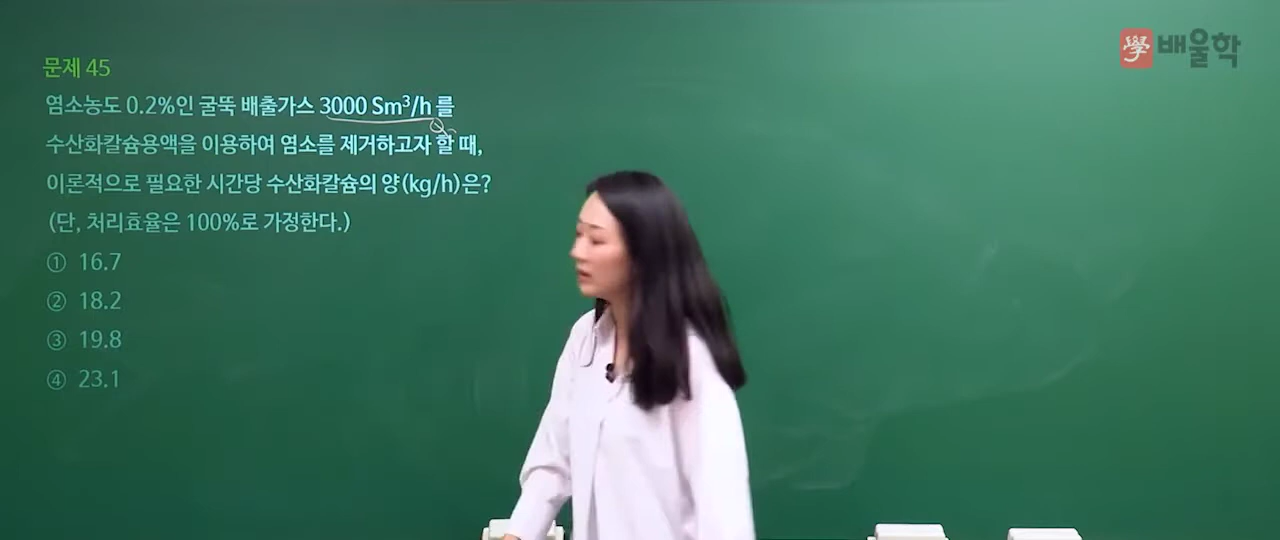 學 배울학
문제 45
염소농도 0.2%인 굴뚝 배출가스 3000 Sm³/h 를
수산화칼슘용액을 이용하여 염소를 제거하고자 할 때,
이론적으로 필요한 시간당 수산화칼슘의 양(kg/h)은?
(단, 처리효율은 100%로 가정한다.)
① 16.7
② 18.2
③ 19.8
④ 23.1